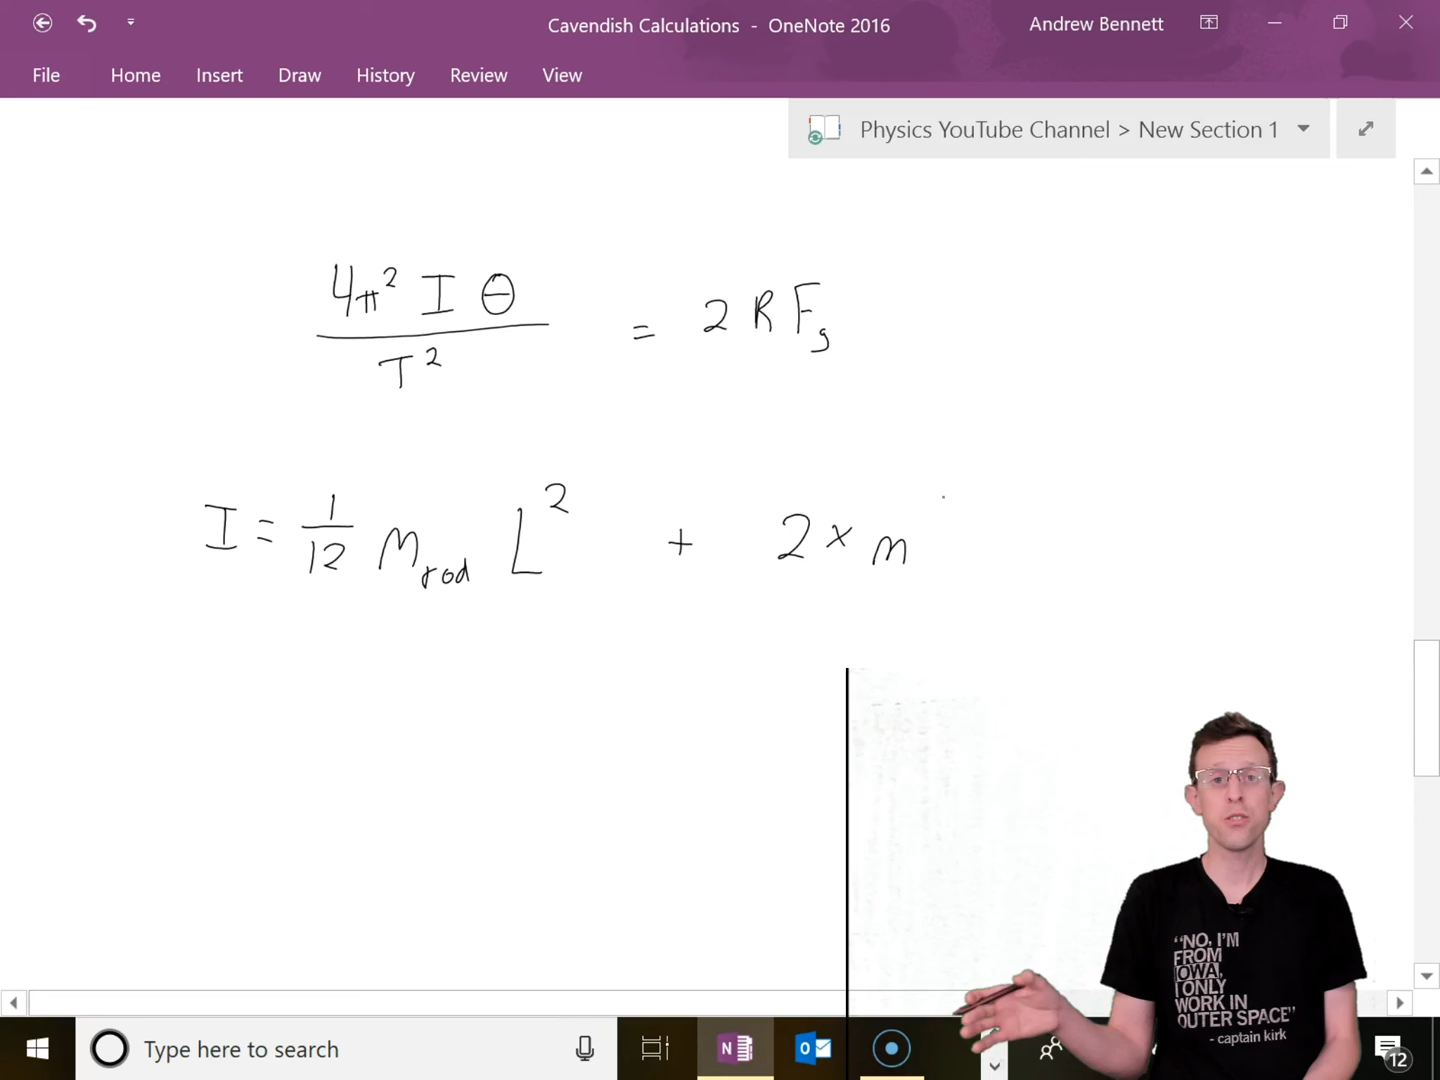 Cavendish Calculations - OneNote 2016
Andrew Bennett
File Home Insert Draw History Review View
Physics YouTube Channel > New Section 1
4π² I θ
T²
= 2 R Fg
I = 1/12 Mrod L² + 2 × m
"NO, I'M
FROM
IOWA,
I ONLY
WORK IN
OUTER SPACE"
- captain kirk
Type here to search
N
O
12